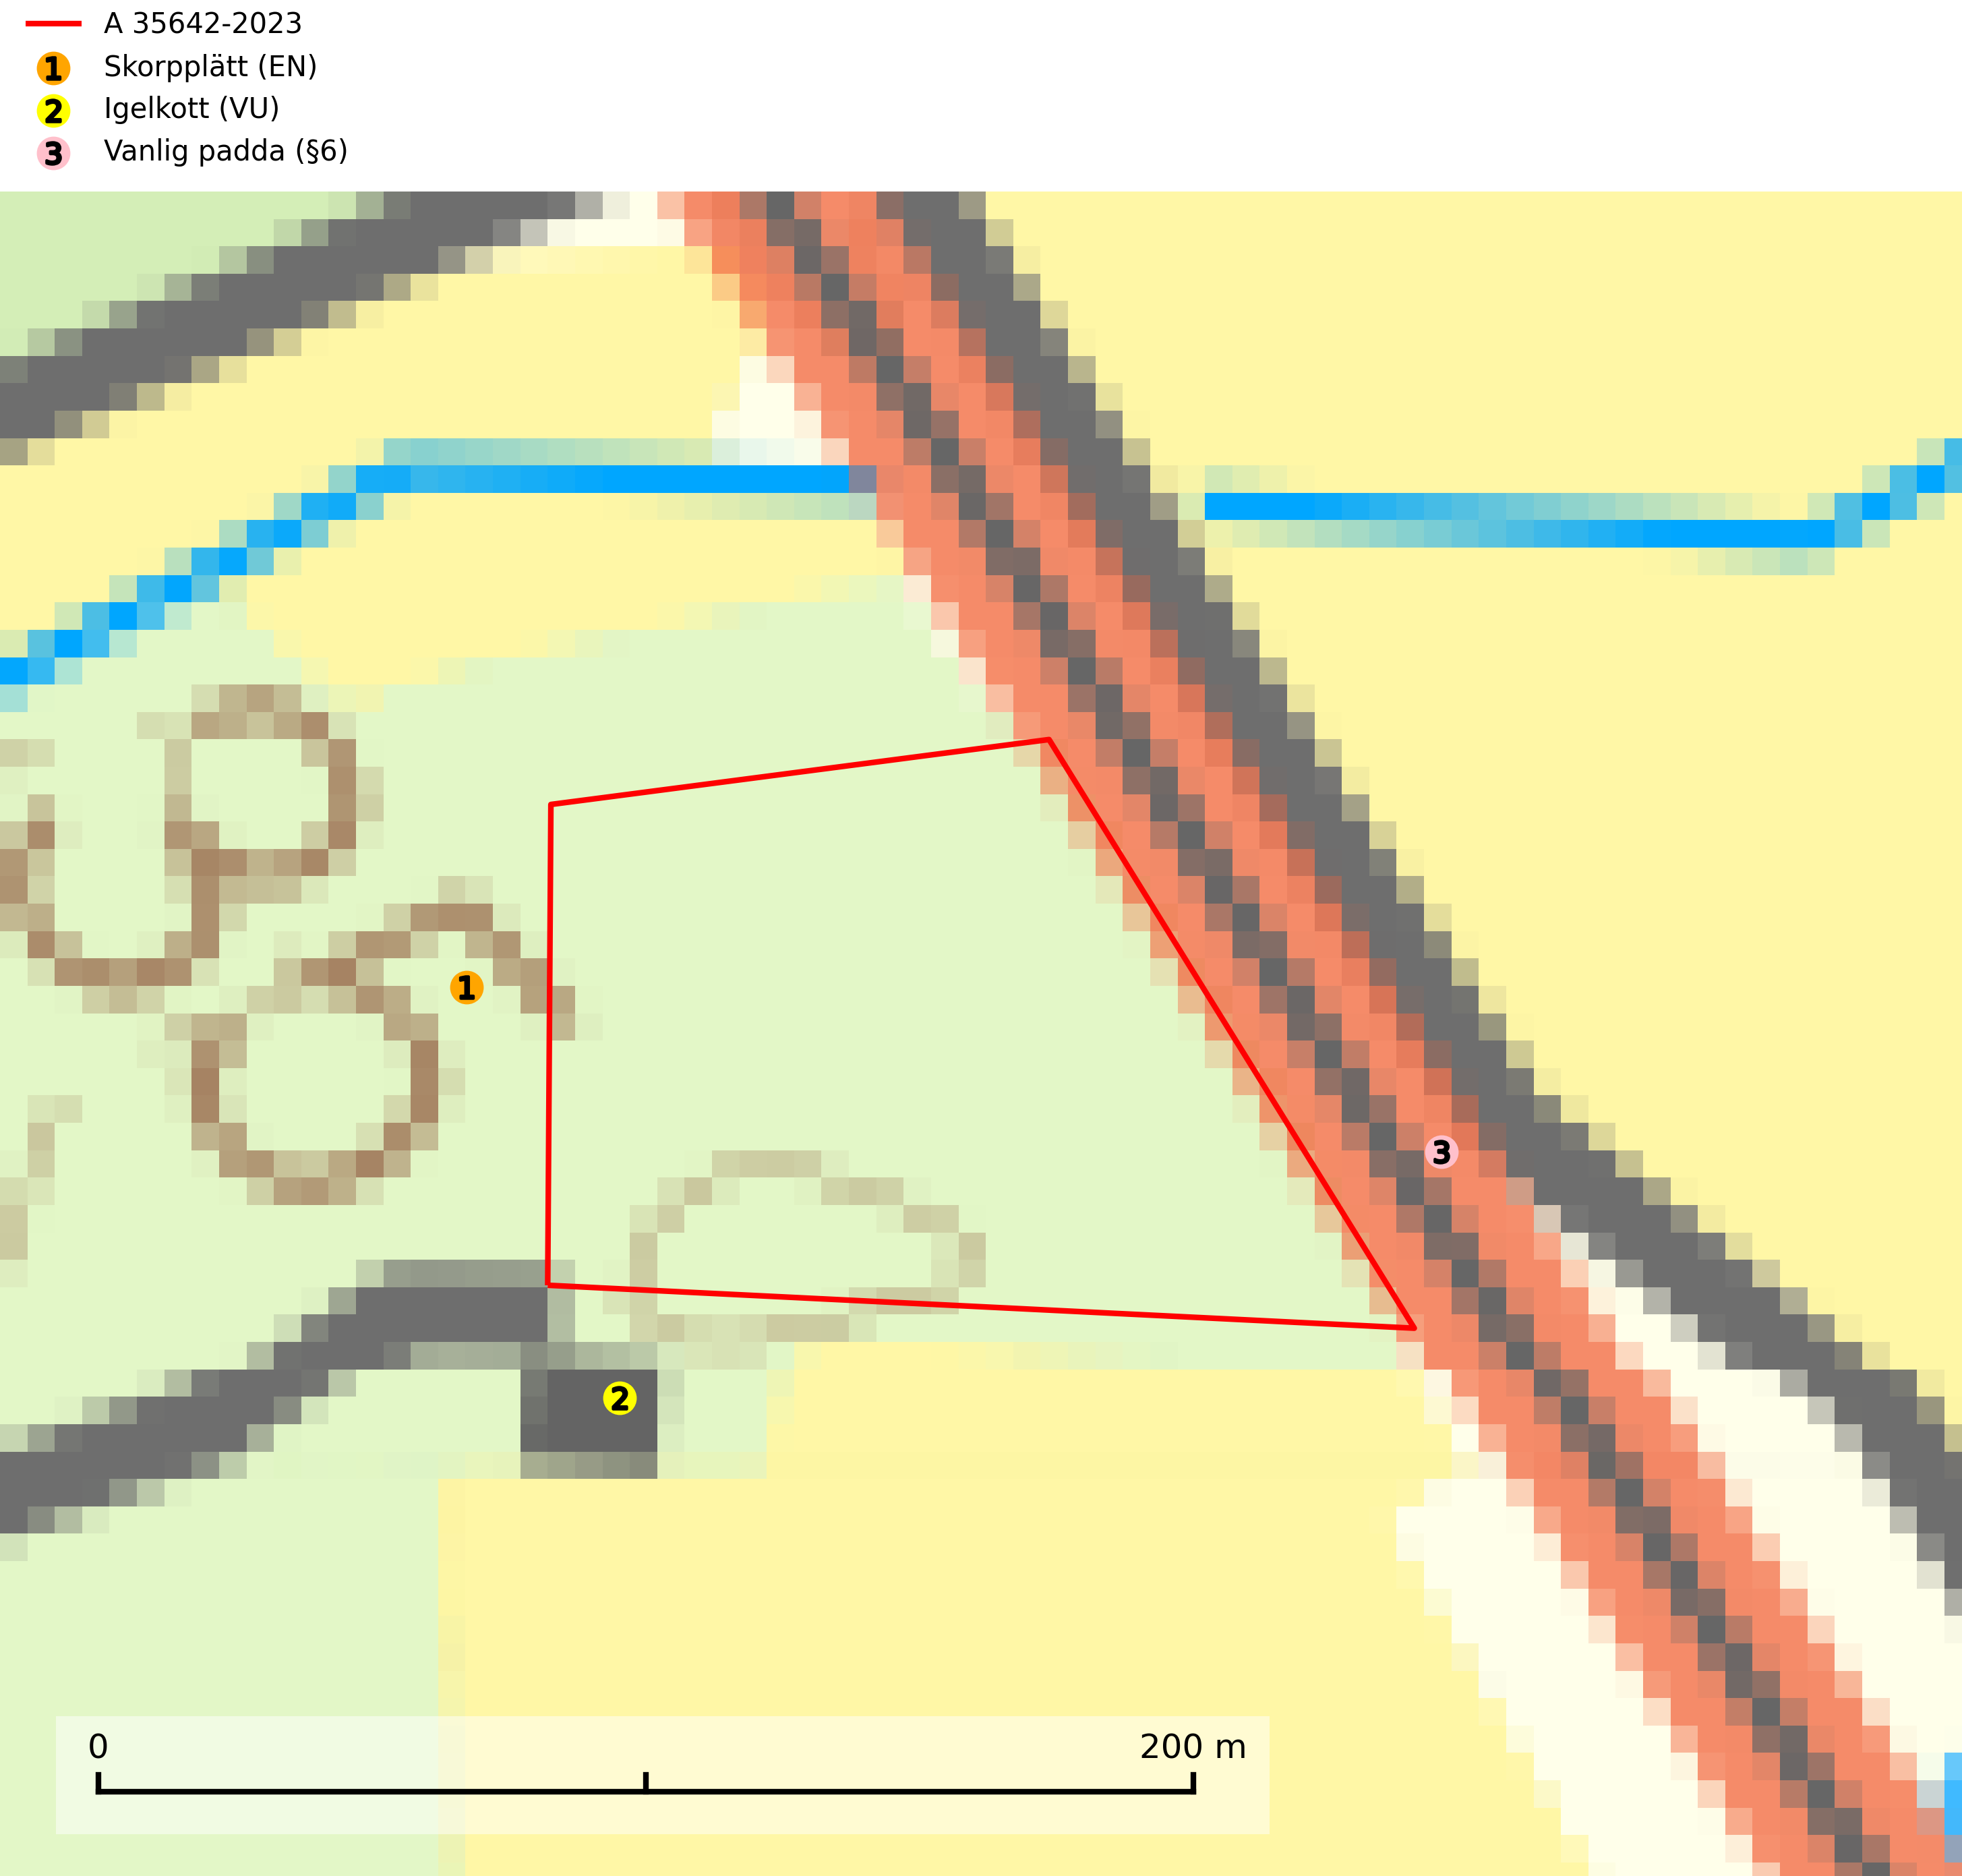 A 35642-2023
1 Skorpplätt (EN)
2 Igelkott (VU)
3 Vanlig padda (§6)
1
3
2
0 200 m